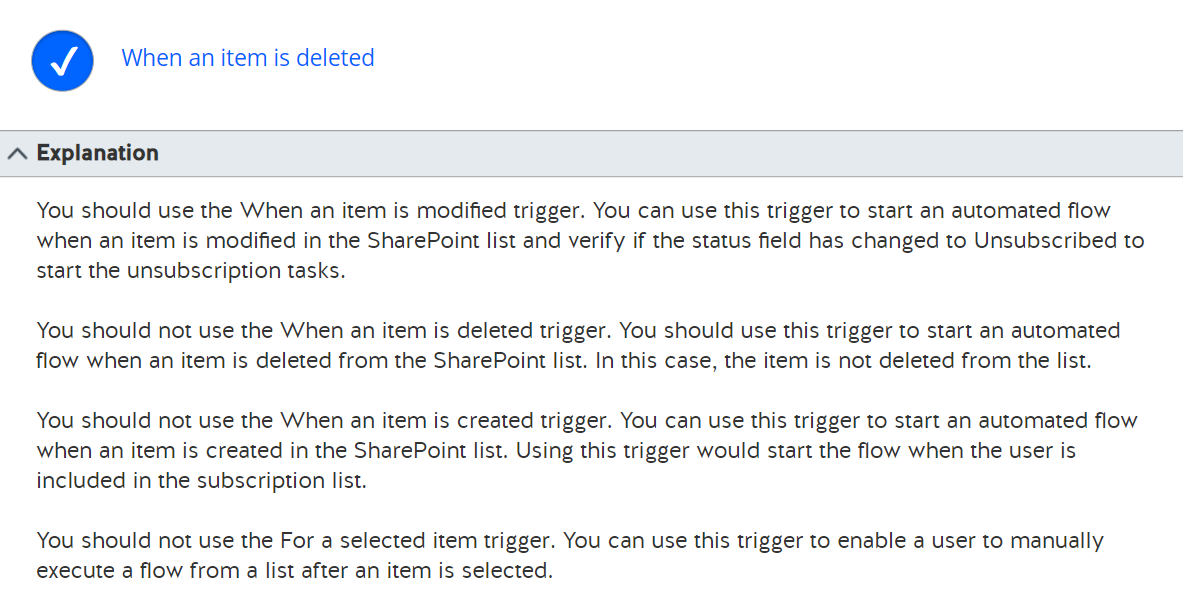 When an item is deleted
Explanation
You should use the When an item is modified trigger. You can use this trigger to start an automated flow
when an item is modified in the SharePoint list and verify if the status field has changed to Unsubscribed to
start the unsubscription tasks.
You should not use the When an item is deleted trigger. You should use this trigger to start an automated
flow when an item is deleted from the SharePoint list. In this case, the item is not deleted from the list.
You should not use the When an item is created trigger. You can use this trigger to start an automated flow
when an item is created in the SharePoint list. Using this trigger would start the flow when the user is
included in the subscription list.
You should not use the For a selected item trigger. You can use this trigger to enable a user to manually
execute a flow from a list after an item is selected.